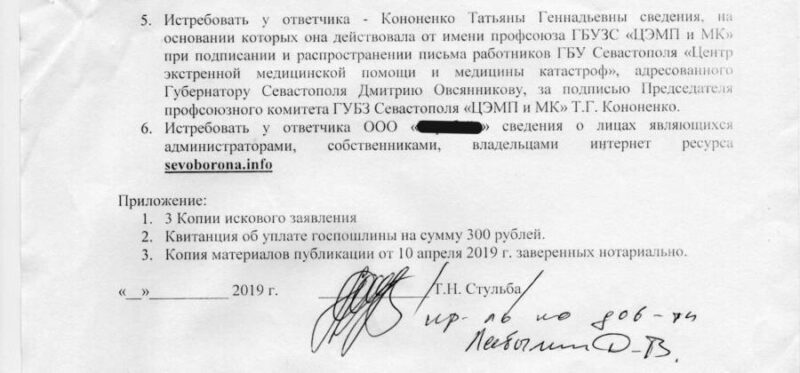 5. Истребовать у ответчика - Кононенко Татьяны Геннадьевны сведения, на
основании которых она действовала от имени профсоюза ГБУЗС «ЦЭМП и МК»
при подписании и распространении письма работников ГБУ Севастополя «Центр
экстренной медицинской помощи и медицины катастроф», адресованного
Губернатору Севастополя Дмитрию Овсянникову, за подписью Председателя
профсоюзного комитета ГУБЗ Севастополя «ЦЭМП и МК» Т.Г. Кононенко.
6. Истребовать у ответчика ООО « » сведения о лицах являющихся
администраторами, собственниками, владельцами интернет ресурса
sevoborona.info
Приложение:
1. 3 Копии искового заявления
2. Квитанция об уплате госпошлины на сумму 300 рублей.
3. Копия материалов публикации от 10 апреля 2019 г. заверенных нотариально.
«__»__________ 2019 г. ____________/Т.Н. Стульба/
пр-ль по дов-ти